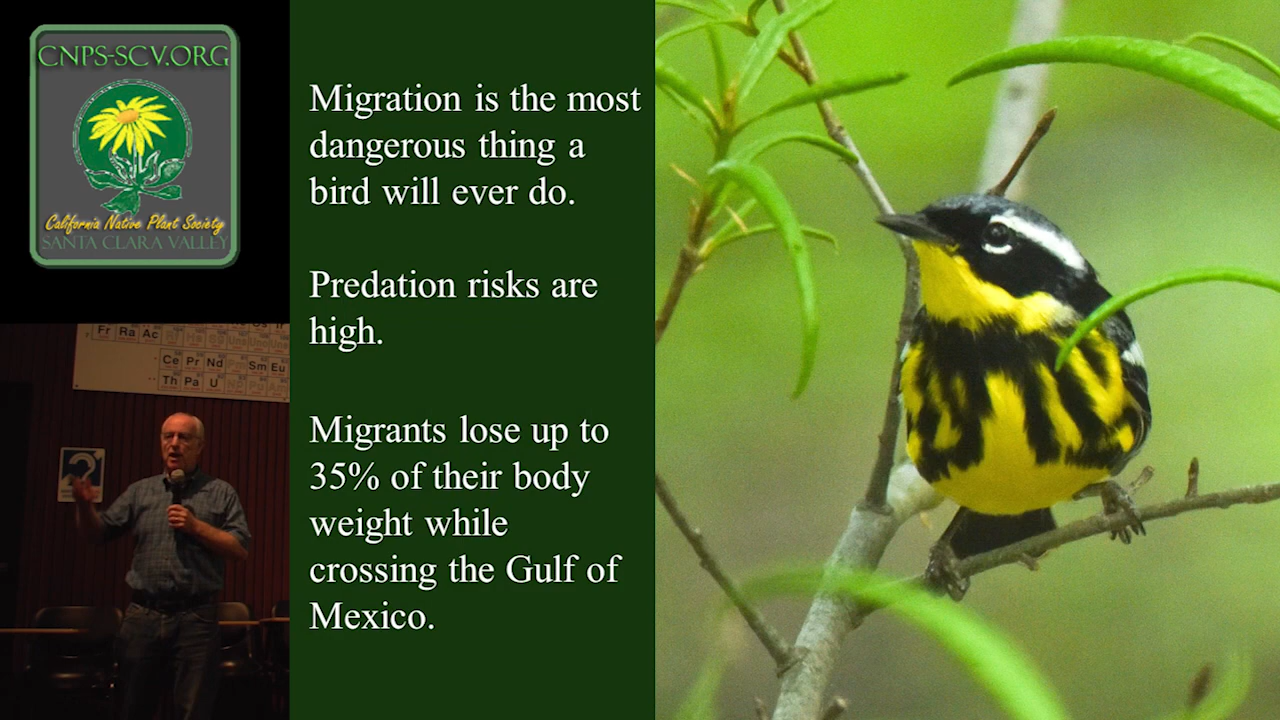 CNPS-SCV.ORG
California Native Plant Society
SANTA CLARA VALLEY
Migration is the most
dangerous thing a
bird will ever do.
Predation risks are
high.
Migrants lose up to
35% of their body
weight while
crossing the Gulf of
Mexico.
Fr Ra Ac
Ce Pr Nd Sm Eu
Th Pa U